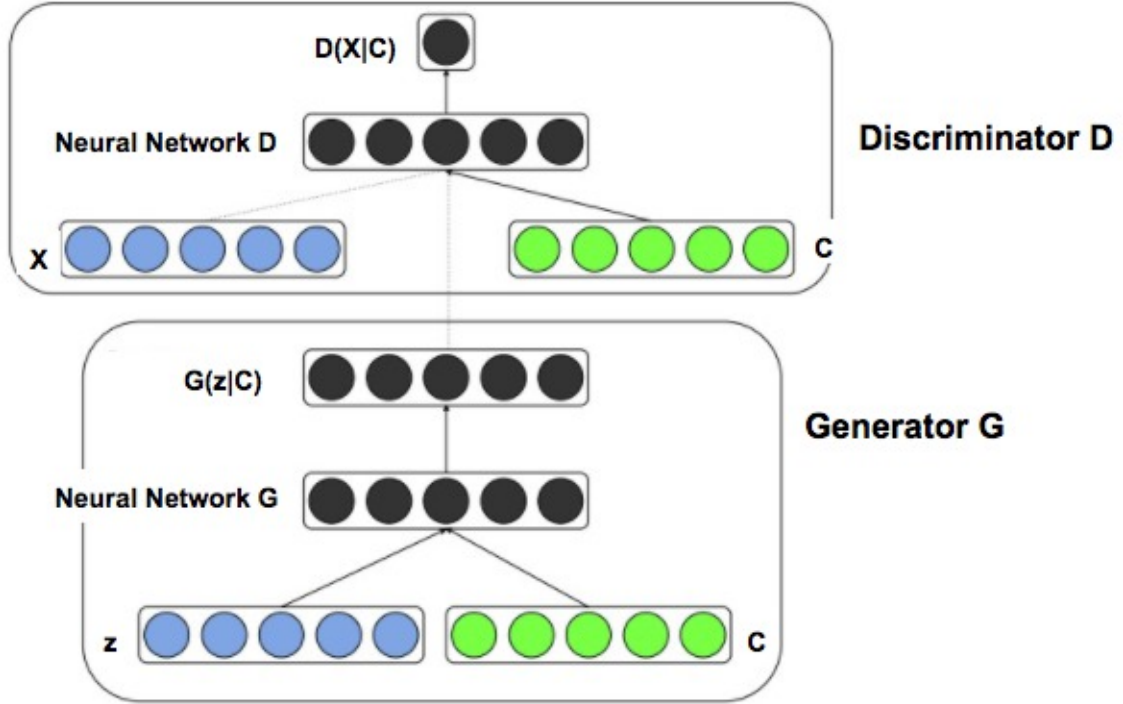 D(X|C)
Neural Network D
Discriminator D
X
C
G(z|C)
Generator G
Neural Network G
z
C